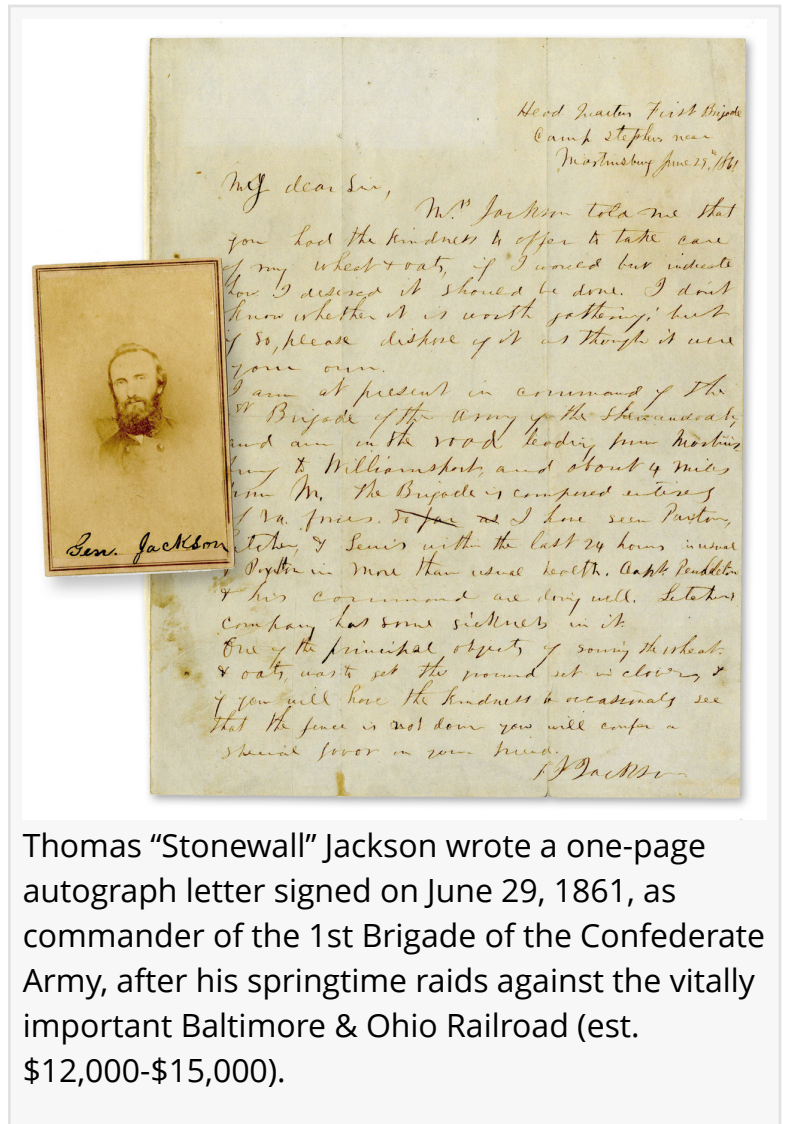 Head Quarters First Brigade
Camp Stephens near
Martinsburg June 29th, 1861
My dear Sir,
Mrs Jackson told me that
you had the kindness to offer to take care
of my wheat & oats, if I would but indicate
how I desired it should be done. I don't
know whether it is worth gathering; but
if so, please dispose of it as though it were
your own.
I am at present in command of the
1st Brigade of the Army of the Shenandoah,
and am in the road leading from Martins
burg to Williamsport, and about 4 miles
from M. The Brigade is composed entirely
of Va. forces. So far as I have seen Paxton,
Letcher, & Lewis within the last 24 hours
& in more than usual health. Capt. Pendleton
& his command are doing well. Letcher's
company has some sickness in it.
One of the principal objects of sowing the wheat
& oats, was to get the ground set in clover, &
if you will have the kindness to occasionally see
that the fence is not down you will confer a
special favor on your friend.
T J Jackson
Gen. Jackson
Thomas “Stonewall” Jackson wrote a one-page
autograph letter signed on June 29, 1861, as
commander of the 1st Brigade of the Confederate
Army, after his springtime raids against the vitally
important Baltimore & Ohio Railroad (est.
$12,000-$15,000).